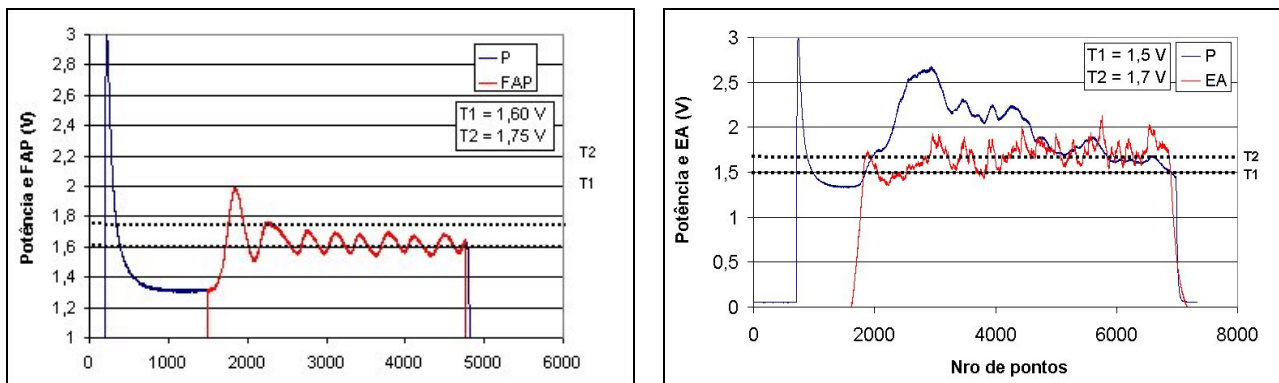 Potência e FAP (V)
3
2,8
2,6
2,4
2,2
2
1,8
1,6
1,4
1,2
1
P
FAP
T1 = 1,60 V
T2 = 1,75 V
T2
T1
0 1000 2000 3000 4000 5000 6000
Potência e EA (V)
3
2,5
2
1,5
1
0,5
0
T1 = 1,5 V
T2 = 1,7 V
P
EA
T2
T1
0 2000 4000 6000 8000
Nro de pontos